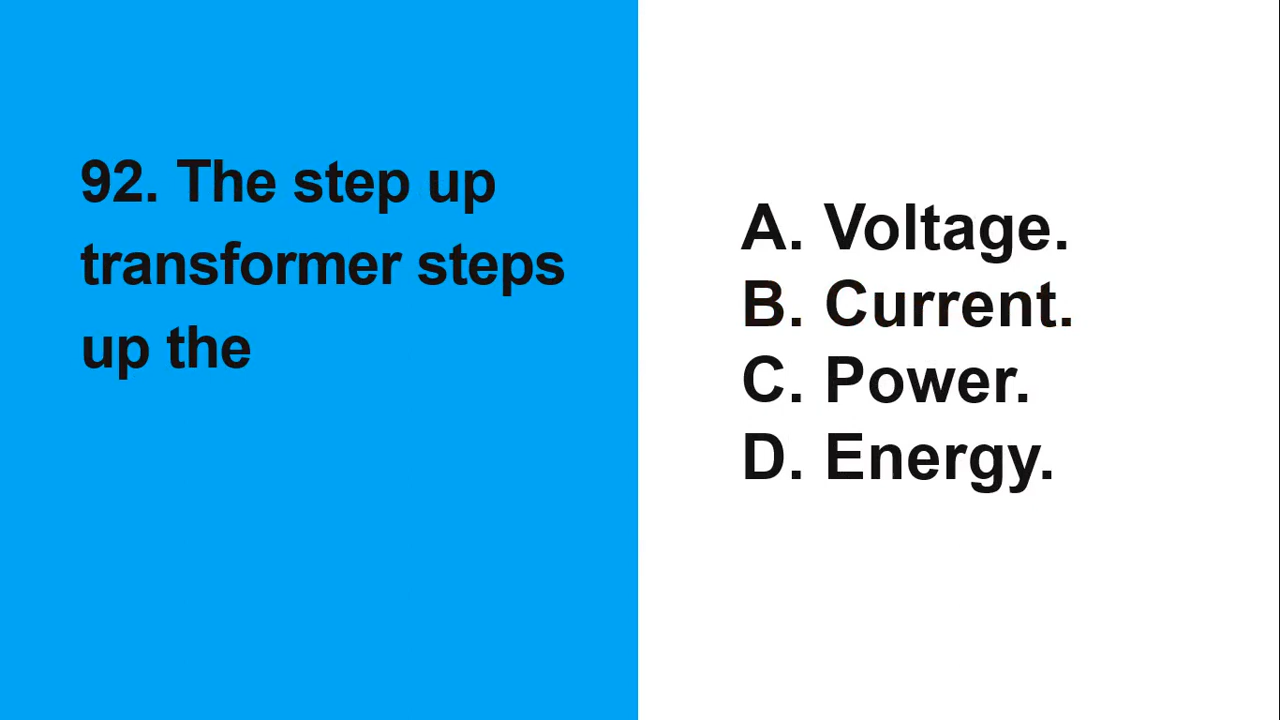 92. The step up
transformer steps
up the
A. Voltage.
B. Current.
C. Power.
D. Energy.